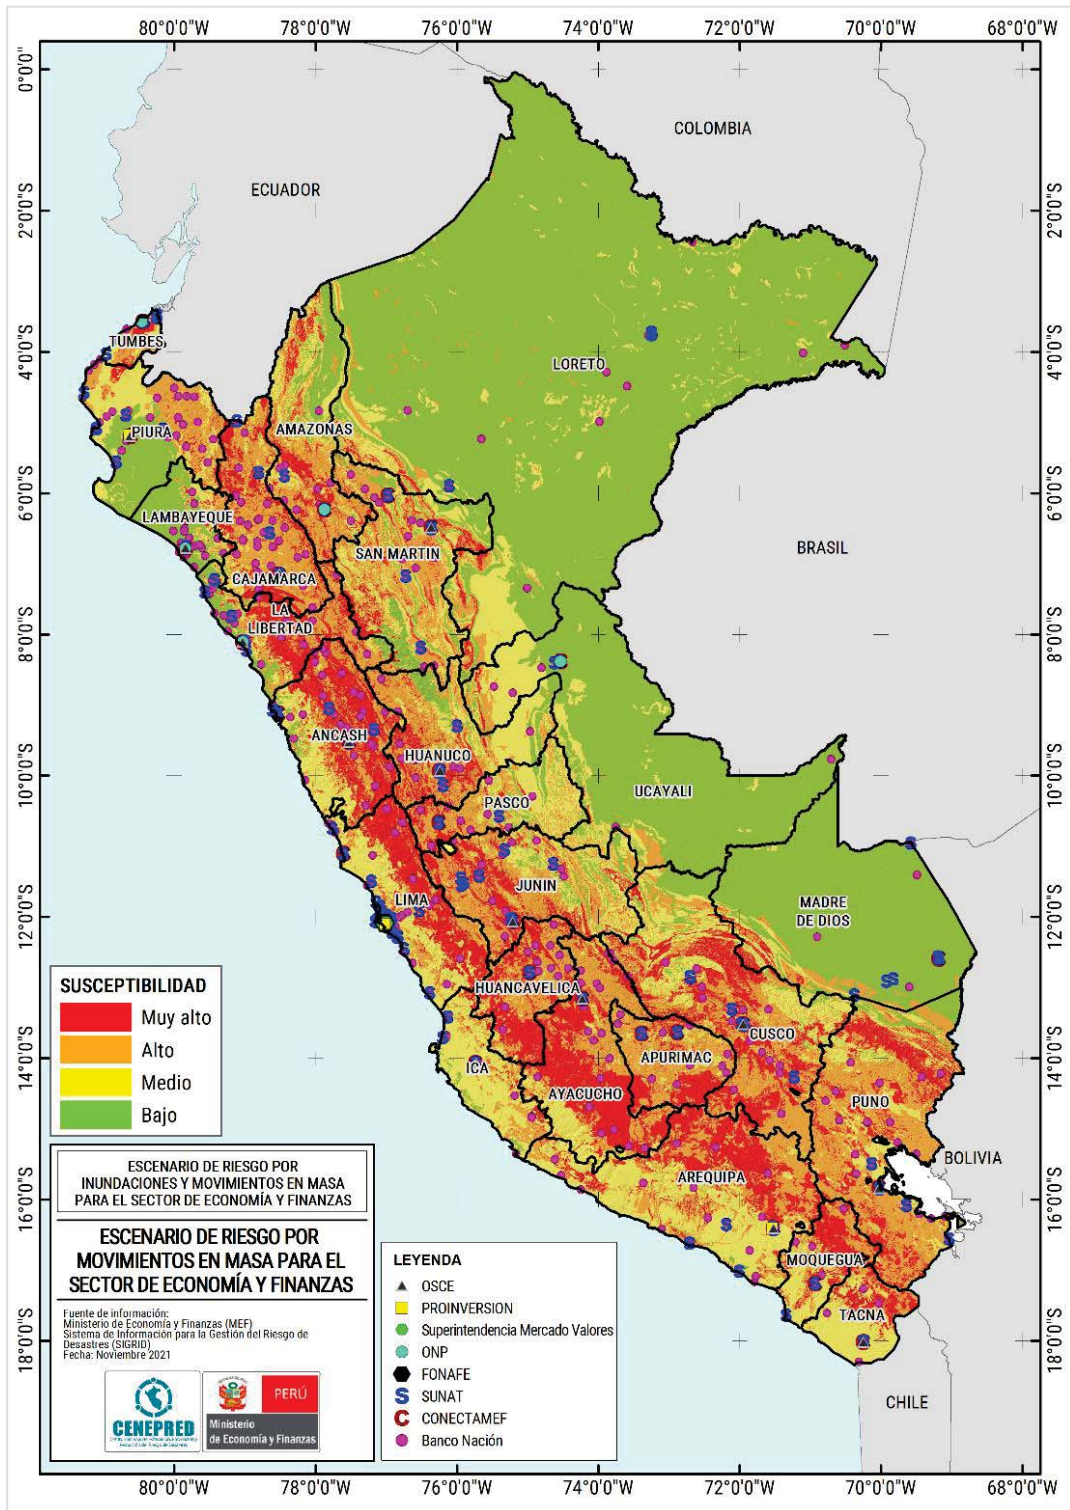 80°0'0"W
78°0'0"W
76°0'0"W
74°0'0"W
72°0'0"W
70°0'0"W
68°0'0"W
0°0'0"
2°0'0"S
4°0'0"S
6°0'0"S
8°0'0"S
10°0'0"S
12°0'0"S
14°0'0"S
16°0'0"S
18°0'0"S
0°0'0"
2°0'0"S
4°0'0"S
6°0'0"S
8°0'0"S
10°0'0"S
12°0'0"S
14°0'0"S
16°0'0"S
18°0'0"S
COLOMBIA
ECUADOR
TUMBES
LORETO
AMAZONAS
PIURA
LAMBAYEQUE
BRASIL
SAN MARTIN
CAJAMARCA
LA
LIBERTAD
ANCASH
HUANUCO
UCAYALI
PASCO
JUNIN
LIMA
MADRE
DE DIOS
HUANCAVELICA
CUSCO
ICA
APURIMAC
AYACUCHO
PUNO
BOLIVIA
AREQUIPA
MOQUEGUA
TACNA
CHILE
SUSCEPTIBILIDAD
Muy alto
Alto
Medio
Bajo
ESCENARIO DE RIESGO POR
INUNDACIONES Y MOVIMIENTOS EN MASA
PARA EL SECTOR DE ECONOMÍA Y FINANZAS
ESCENARIO DE RIESGO POR
MOVIMIENTOS EN MASA PARA EL
SECTOR DE ECONOMÍA Y FINANZAS
Fuente de información:
Ministerio de Economía y Finanzas (MEF)
Sistema de Información para la Gestión del Riesgo de
Desastres (SIGRID)
Fecha: Noviembre 2021
CENEPRED
PERÚ
Ministerio
de Economía y Finanzas
LEYENDA
OSCE
PROINVERSION
Superintendencia Mercado Valores
ONP
FONAFE
S SUNAT
C CONECTAMEF
Banco Nación
80°0'0"W
78°0'0"W
76°0'0"W
74°0'0"W
72°0'0"W
70°0'0"W
68°0'0"W